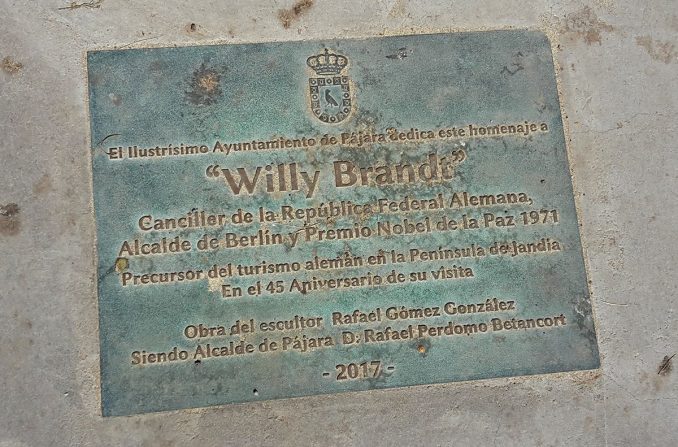 El Ilustrísimo Ayuntamiento de Pájara dedica este homenaje a
“Willy Brandt”
Canciller de la República Federal Alemana,
Alcalde de Berlín y Premio Nobel de la Paz 1971
Precursor del turismo alemán en la Península de Jandía
En el 45 Aniversario de su visita
Obra del escultor Rafael Gómez González
Siendo Alcalde de Pájara D. Rafael Perdomo Betancort
- 2017 -